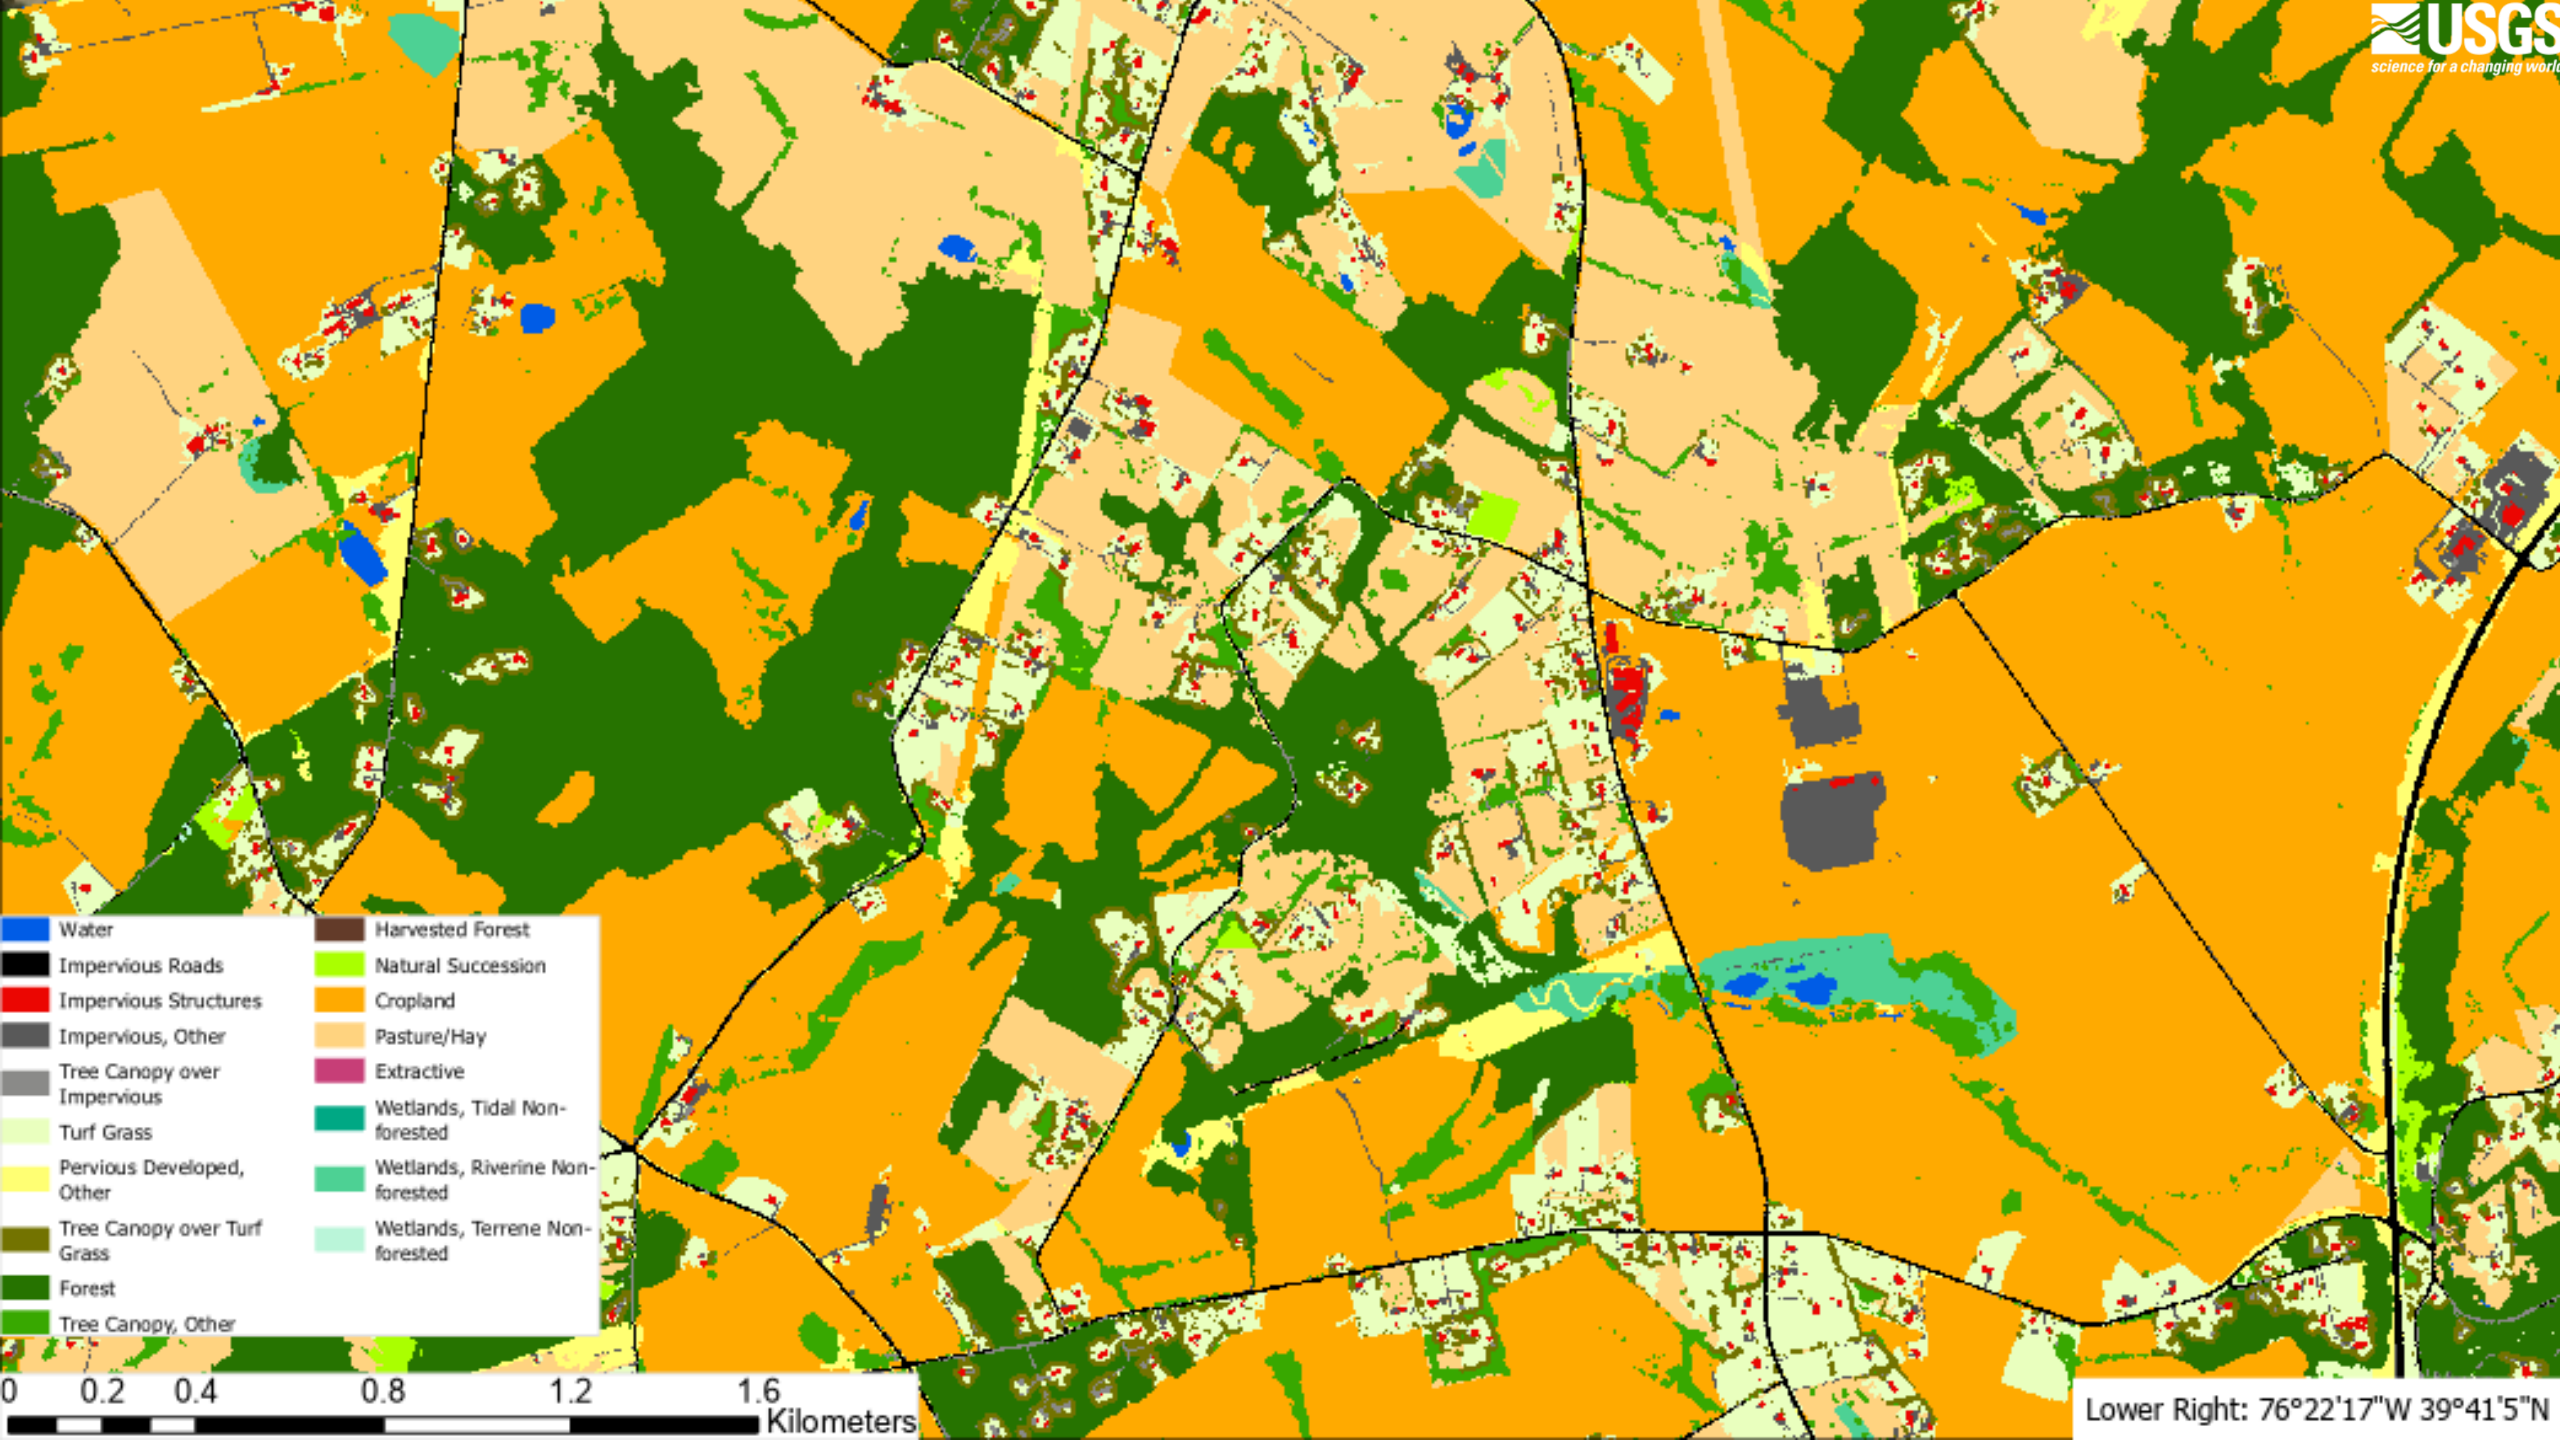 USGS
science for a changing world
Water
Impervious Roads
Impervious Structures
Impervious, Other
Tree Canopy over
Impervious
Turf Grass
Pervious Developed,
Other
Tree Canopy over Turf
Grass
Forest
Tree Canopy, Other
Harvested Forest
Natural Succession
Cropland
Pasture/Hay
Extractive
Wetlands, Tidal Non-
forested
Wetlands, Riverine Non-
forested
Wetlands, Terrene Non-
forested
0 0.2 0.4 0.8 1.2 1.6
Kilometers
Lower Right: 76°22'17"W 39°41'5"N